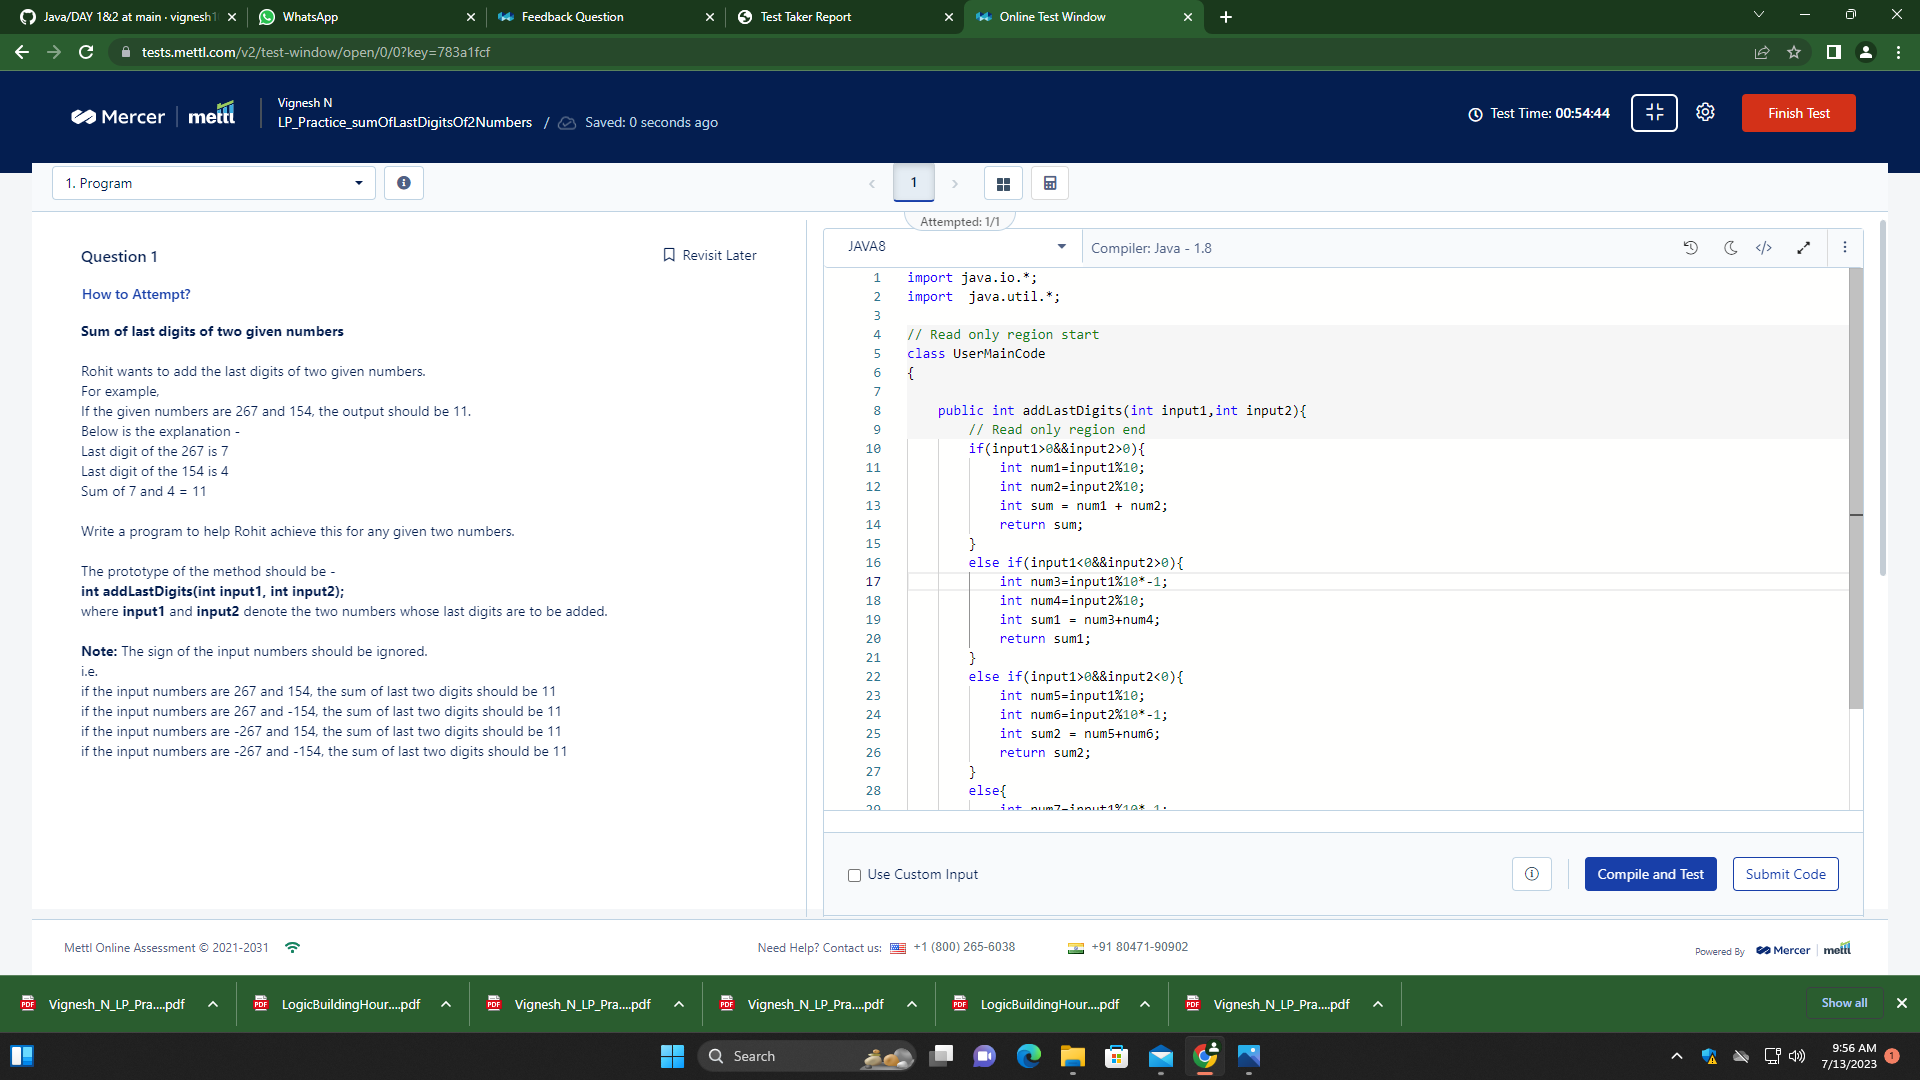 Java/DAY 1&2 at main · vignesh1
WhatsApp
Feedback Question
Test Taker Report
Online Test Window
tests.mettl.com/v2/test-window/open/0/0?key=783a1fcf
Mercer | mettl
Vignesh N
LP_Practice_sumOfLastDigitsOf2Numbers / Saved: 0 seconds ago
Test Time: 00:54:44
Finish Test
1. Program
1
Attempted: 1/1
Question 1
Revisit Later
How to Attempt?
Sum of last digits of two given numbers
Rohit wants to add the last digits of two given numbers.
For example,
If the given numbers are 267 and 154, the output should be 11.
Below is the explanation -
Last digit of the 267 is 7
Last digit of the 154 is 4
Sum of 7 and 4 = 11
Write a program to help Rohit achieve this for any given two numbers.
The prototype of the method should be -
int addLastDigits(int input1, int input2);
where input1 and input2 denote the two numbers whose last digits are to be added.
Note: The sign of the input numbers should be ignored.
i.e.
if the input numbers are 267 and 154, the sum of last two digits should be 11
if the input numbers are 267 and -154, the sum of last two digits should be 11
if the input numbers are -267 and 154, the sum of last two digits should be 11
if the input numbers are -267 and -154, the sum of last two digits should be 11
JAVA8
Compiler: Java - 1.8
1 import java.io.*;
2 import  java.util.*;
3
4 // Read only region start
5 class UserMainCode
6 {
7
8 public int addLastDigits(int input1,int input2){
9 // Read only region end
10 if(input1>0&&input2>0){
11 int num1=input1%10;
12 int num2=input2%10;
13 int sum = num1 + num2;
14 return sum;
15 }
16 else if(input1<0&&input2>0){
17 int num3=input1%10*-1;
18 int num4=input2%10;
19 int sum1 = num3+num4;
20 return sum1;
21 }
22 else if(input1>0&&input2<0){
23 int num5=input1%10;
24 int num6=input2%10*-1;
25 int sum2 = num5+num6;
26 return sum2;
27 }
28 else{
29 int num7=input1%10*-1;
Use Custom Input
Compile and Test
Submit Code
Mettl Online Assessment © 2021-2031
Need Help? Contact us: +1 (800) 265-6038
+91 80471-90902
Powered By Mercer | mettl
Vignesh_N_LP_Pra....pdf
LogicBuildingHour....pdf
Vignesh_N_LP_Pra....pdf
Vignesh_N_LP_Pra....pdf
LogicBuildingHour....pdf
Vignesh_N_LP_Pra....pdf
Show all
Search
9:56 AM
7/13/2023
1